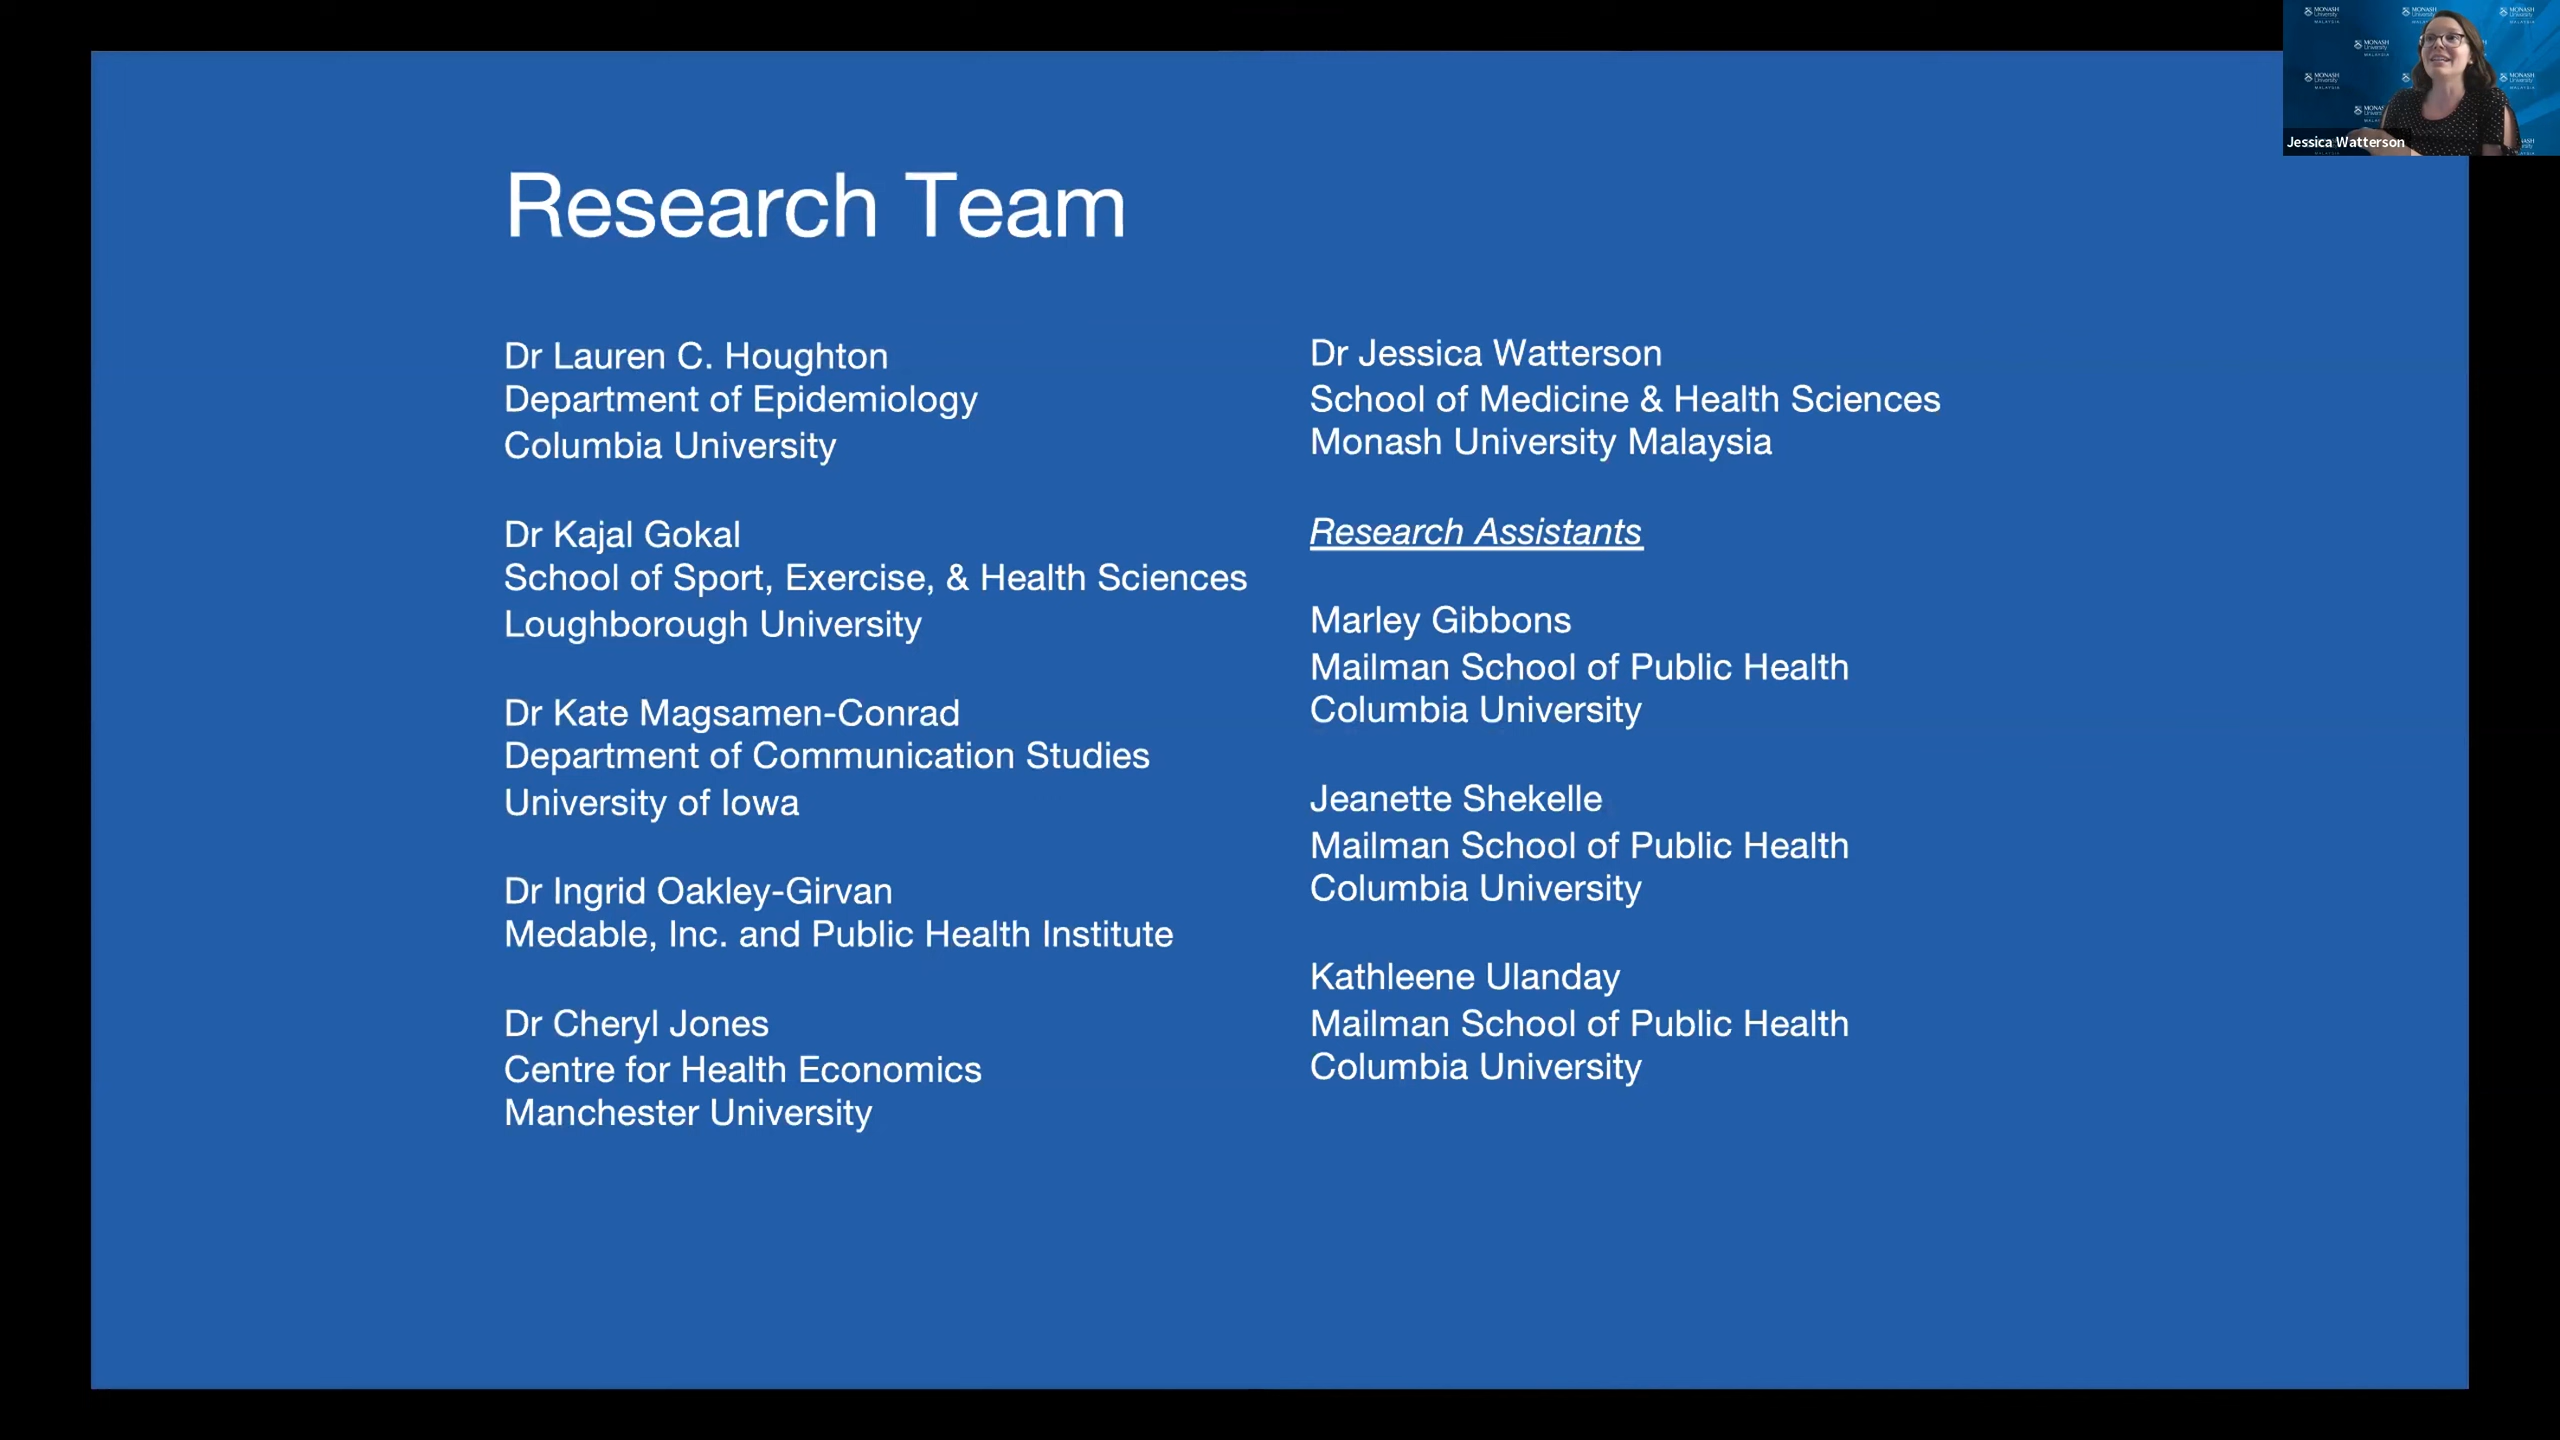 Research Team
Dr Lauren C. Houghton
Department of Epidemiology
Columbia University
Dr Kajal Gokal
School of Sport, Exercise, & Health Sciences
Loughborough University
Dr Kate Magsamen-Conrad
Department of Communication Studies
University of Iowa
Dr Ingrid Oakley-Girvan
Medable, Inc. and Public Health Institute
Dr Cheryl Jones
Centre for Health Economics
Manchester University
Dr Jessica Watterson
School of Medicine & Health Sciences
Monash University Malaysia
Research Assistants
Marley Gibbons
Mailman School of Public Health
Columbia University
Jeanette Shekelle
Mailman School of Public Health
Columbia University
Kathleene Ulanday
Mailman School of Public Health
Columbia University
MONASH
University
MALAYSIA
Jessica Watterson